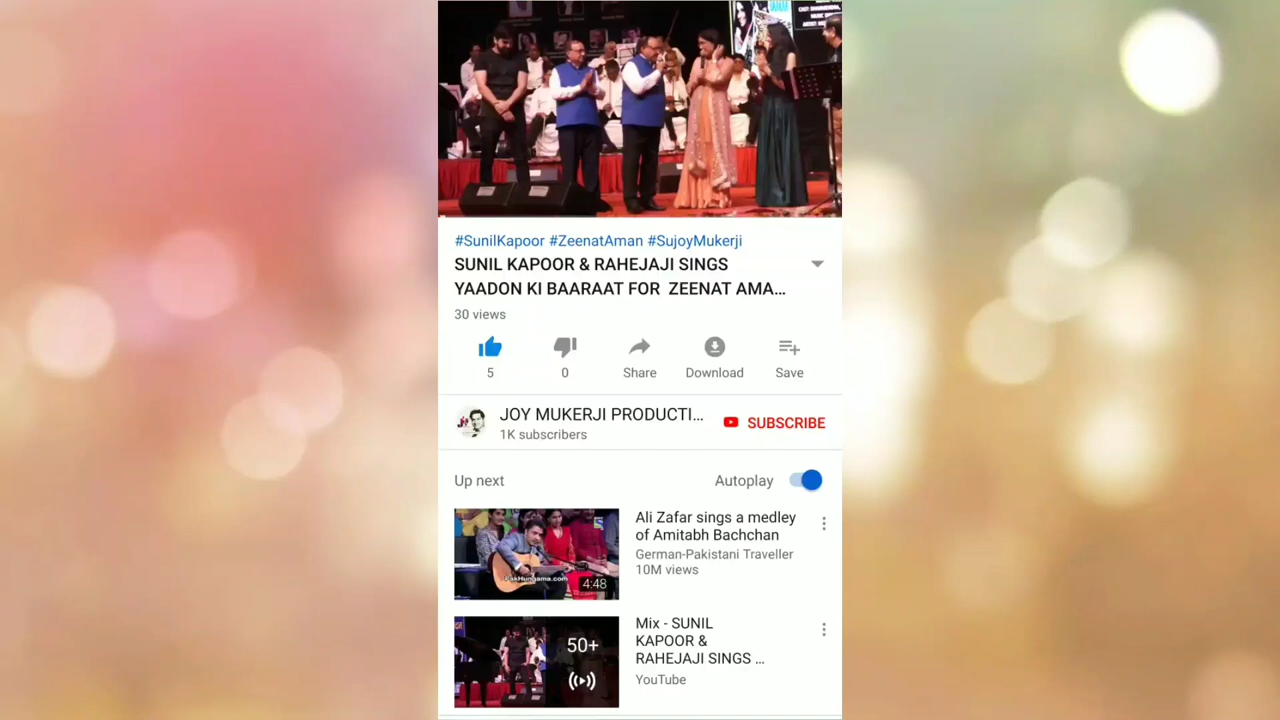 #SunilKapoor #ZeenatAman #SujoyMukerji
SUNIL KAPOOR & RAHEJAJI SINGS
YAADON KI BAARAAT FOR ZEENAT AMA...
30 views
5
0
Share
Download
Save
JOY MUKERJI PRODUCTI...
1K subscribers
SUBSCRIBE
Up next
Autoplay
Ali Zafar sings a medley
of Amitabh Bachchan
German-Pakistani Traveller
10M views
PakHungama.com
4:48
Mix - SUNIL
KAPOOR &
RAHEJAJI SINGS ...
YouTube
50+